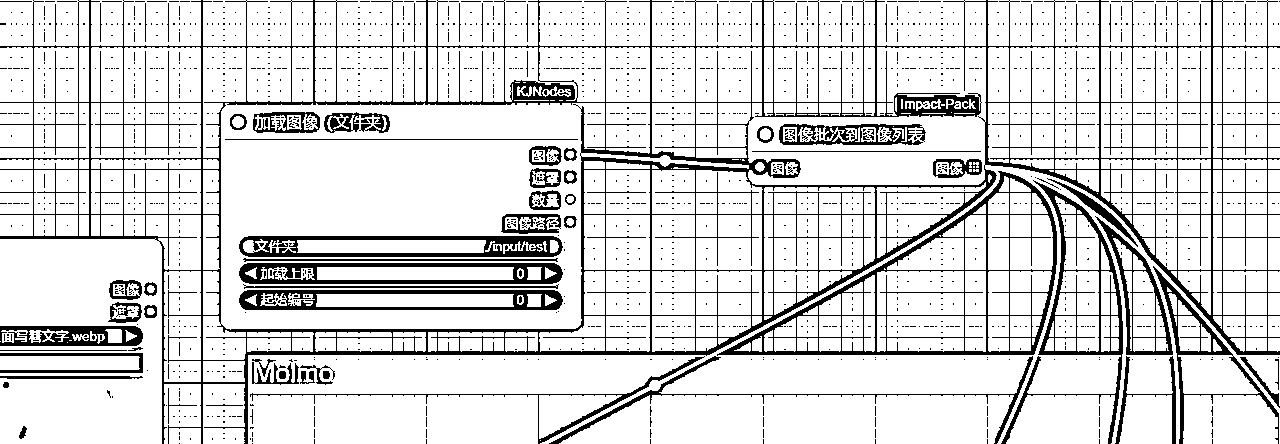 KJNodes
加载图像 (文件夹)
图像
遮罩
数量
图像路径
文件夹 ./input/test
加载上限 0
起始编号 0
Impact-Pack
图像批次到图像列表
图像 图像
图像
遮罩
面写着文字.webp
Molmo